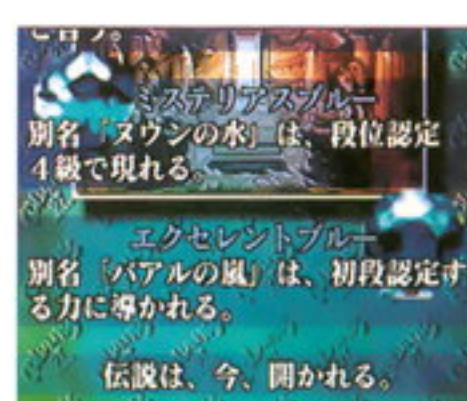 と言う。
ミステリアスブルー
別名『ヌウンの水』は、段位認定
4級で現れる。
エクセレントブルー
別名『バアルの嵐』は、初段認定す
る力に導かれる。
伝説は、今、開かれる。